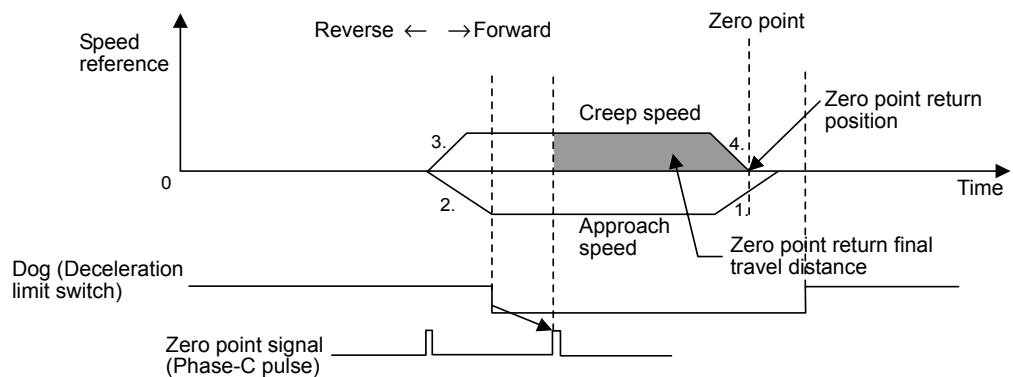 Zero point
Reverse ← →Forward
Speed
reference
Creep speed
Zero point return
position
3.
4.
0
Time
2.
1.
Approach
speed
Zero point return final
travel distance
Dog (Deceleration
limit switch)
Zero point signal
(Phase-C pulse)